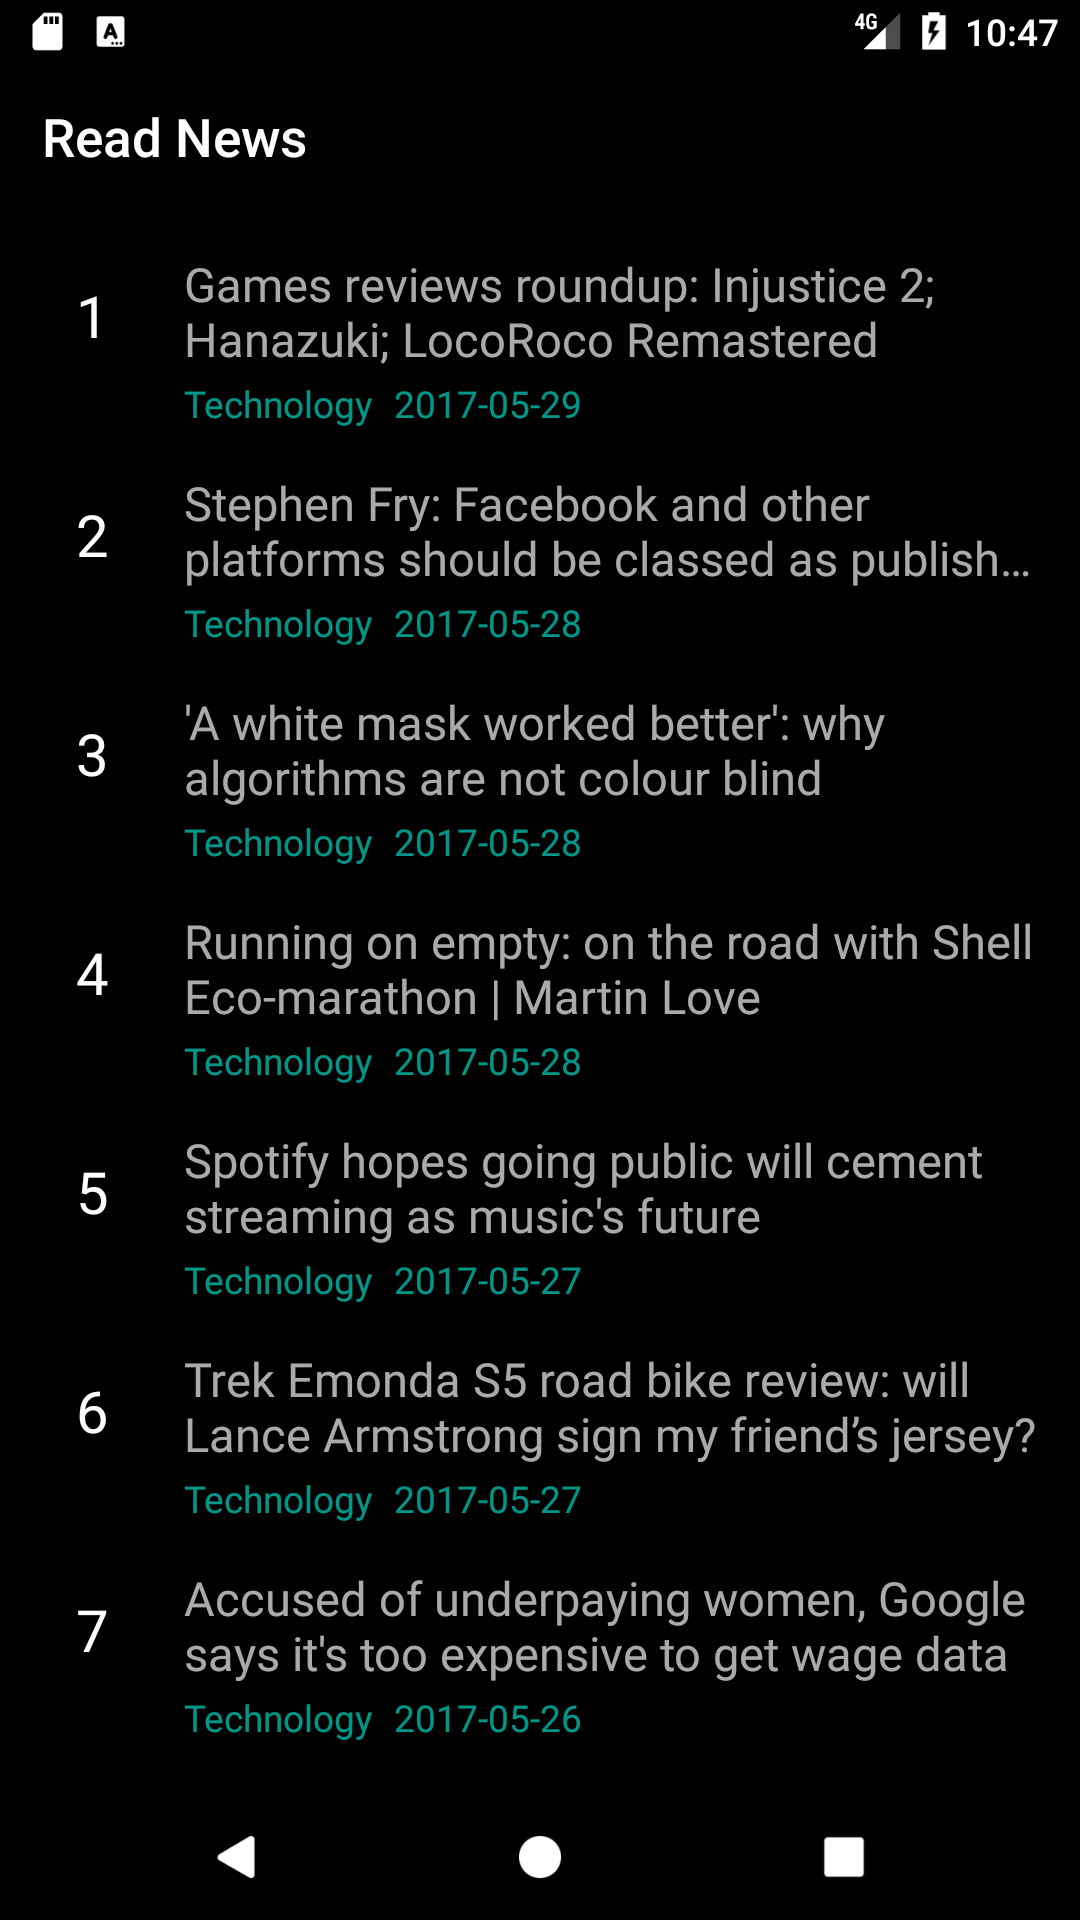 4G 10:47
Read News
1
Games reviews roundup: Injustice 2;
Hanazuki; LocoRoco Remastered
Technology 2017-05-29
2
Stephen Fry: Facebook and other
platforms should be classed as publish…
Technology 2017-05-28
3
'A white mask worked better': why
algorithms are not colour blind
Technology 2017-05-28
4
Running on empty: on the road with Shell
Eco-marathon | Martin Love
Technology 2017-05-28
5
Spotify hopes going public will cement
streaming as music's future
Technology 2017-05-27
6
Trek Emonda S5 road bike review: will
Lance Armstrong sign my friend’s jersey?
Technology 2017-05-27
7
Accused of underpaying women, Google
says it's too expensive to get wage data
Technology 2017-05-26